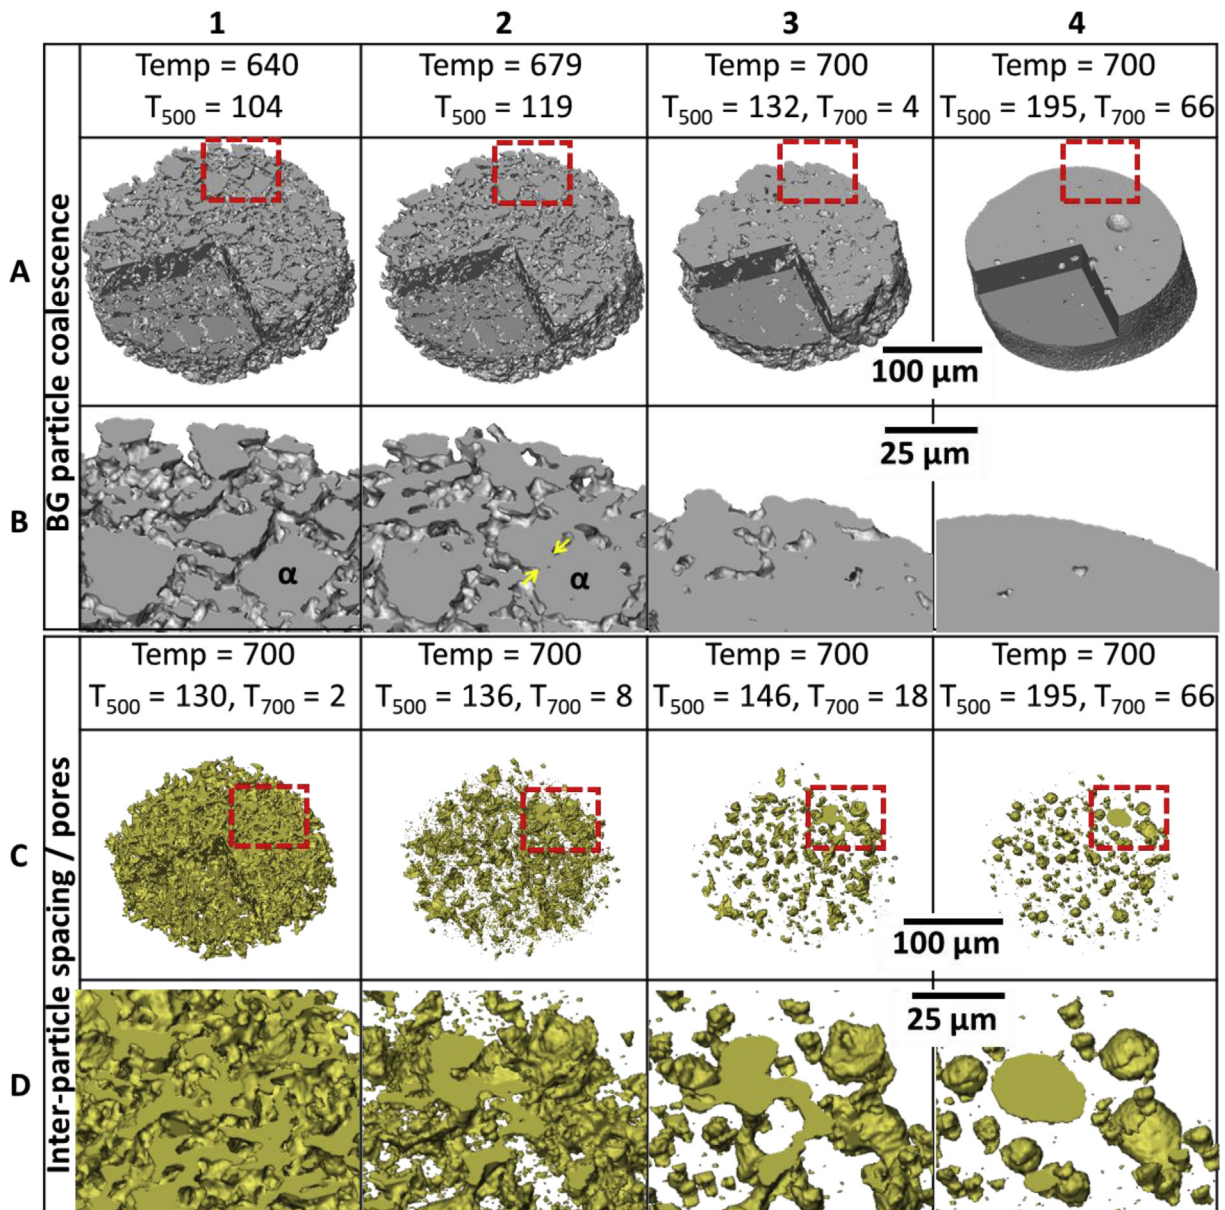 1 2 3 4
Temp = 640 Temp = 679 Temp = 700 Temp = 700
T₅₀₀ = 104 T₅₀₀ = 119 T₅₀₀ = 132, T₇₀₀ = 4 T₅₀₀ = 195, T₇₀₀ = 66
BG particle coalescence
A
100 µm
B
25 µm
α α
Temp = 700 Temp = 700 Temp = 700 Temp = 700
T₅₀₀ = 130, T₇₀₀ = 2 T₅₀₀ = 136, T₇₀₀ = 8 T₅₀₀ = 146, T₇₀₀ = 18 T₅₀₀ = 195, T₇₀₀ = 66
Inter-particle spacing / pores
C
100 µm
D
25 µm